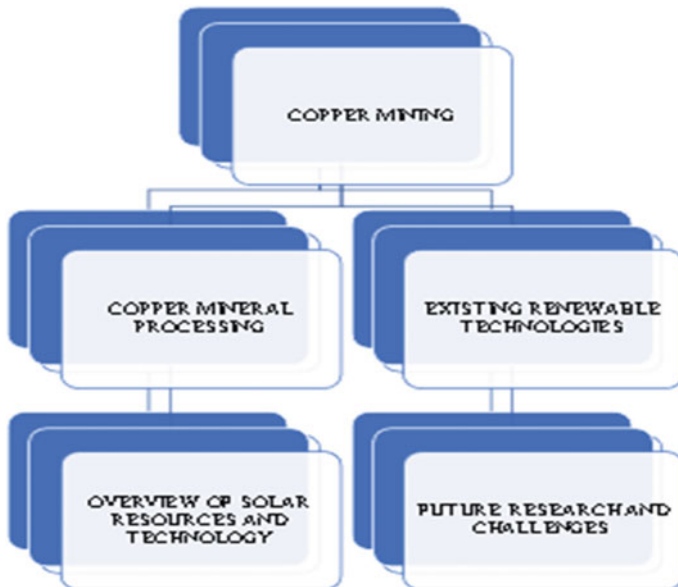 COPPER MINING
COPPER MINERAL
PROCESSING
EXISTING RENEWABLE
TECHNOLOGIES
OVERVIEW OF SOLAR
RESOURCES AND
TECHNOLOGY
FUTURE RESEARCH AND
CHALLENGES